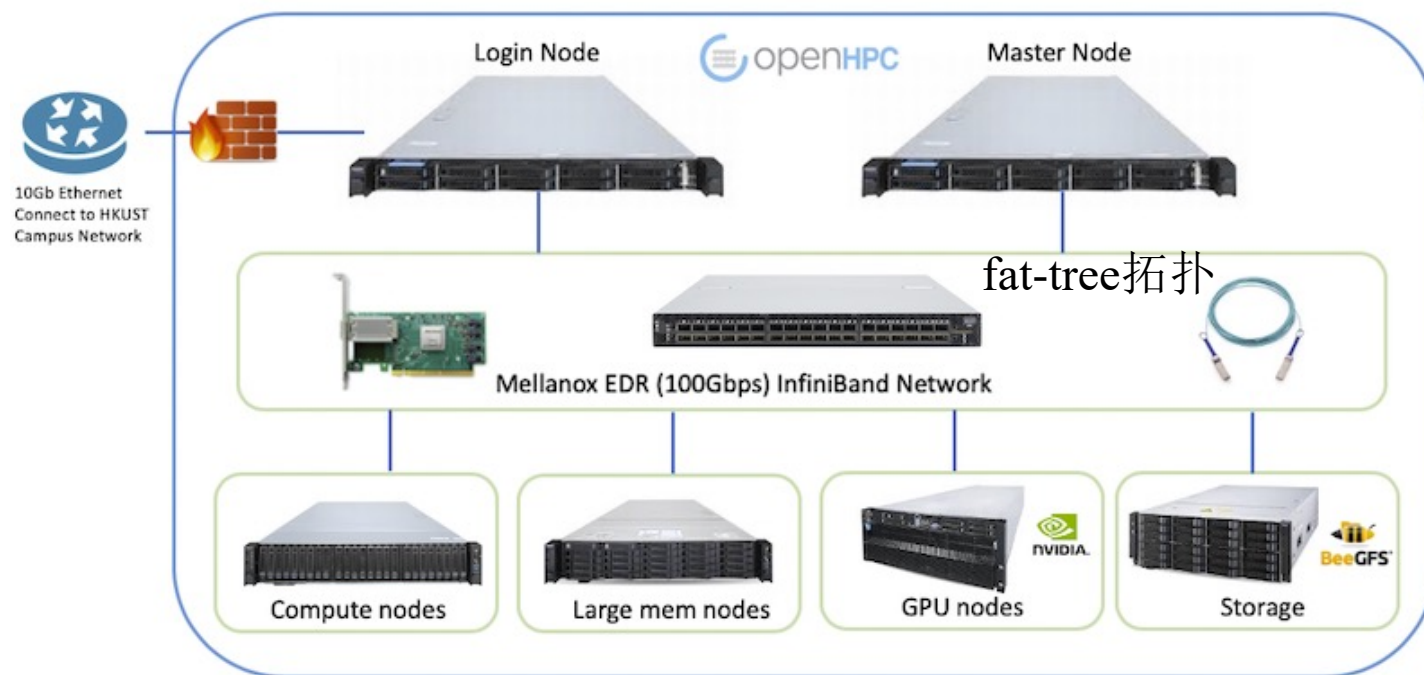 Login Node
openHPC
Master Node
10Gb Ethernet
Connect to HKUST
Campus Network
fat-tree拓扑
Mellanox EDR (100Gbps) InfiniBand Network
Compute nodes
Large mem nodes
nVIDIA.
GPU nodes
BeeGFS
Storage